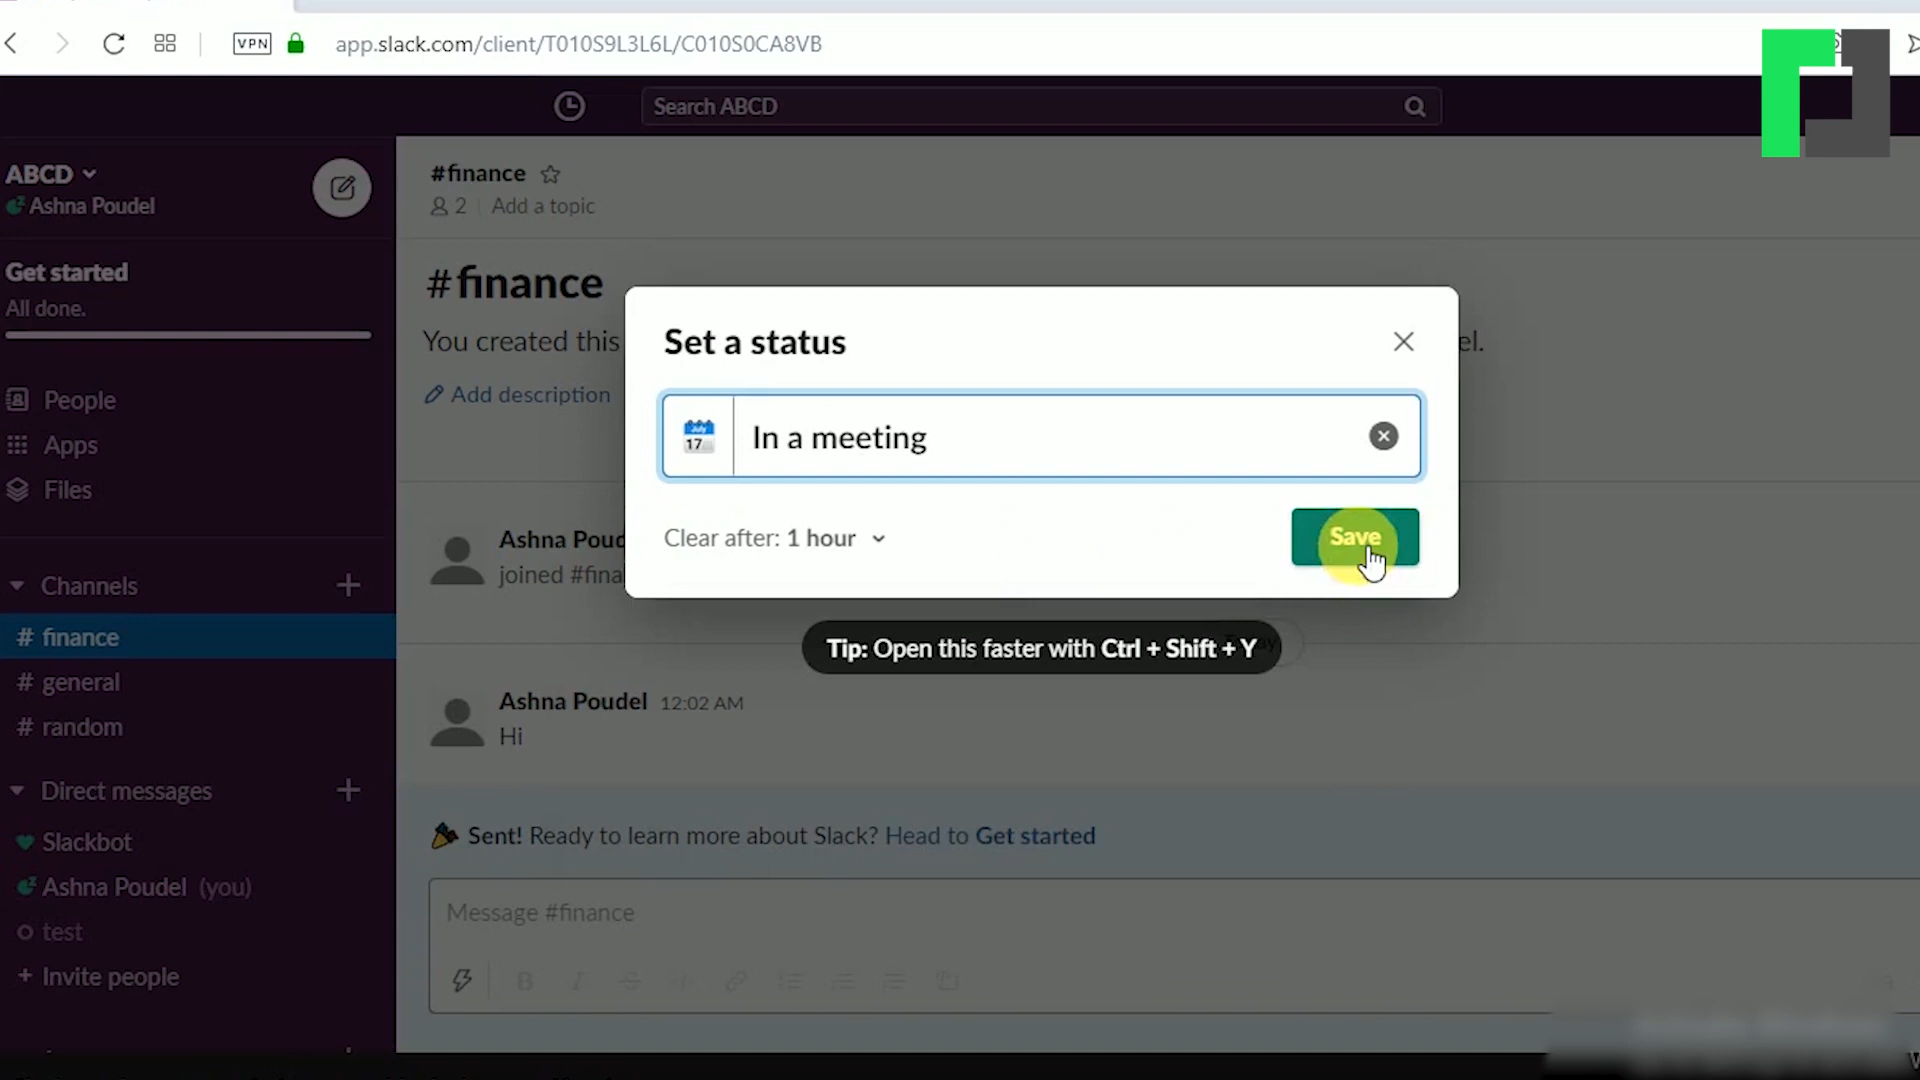 VPN app.slack.com/client/T010S9L3L6L/C010S0CA8VB
Search ABCD
ABCD
Ashna Poudel
Get started
All done.
People
Apps
Files
Channels
# finance
# general
# random
Direct messages
Slackbot
Ashna Poudel (you)
test
+ Invite people
#finance
2 | Add a topic
#finance
You created this
el.
Add description
Ashna Poud
joined #fina
Set a status
July
17
In a meeting
Clear after: 1 hour
Save
Tip: Open this faster with Ctrl + Shift + Y
Ashna Poudel 12:02 AM
Hi
Sent! Ready to learn more about Slack? Head to Get started
Message #finance
B I S